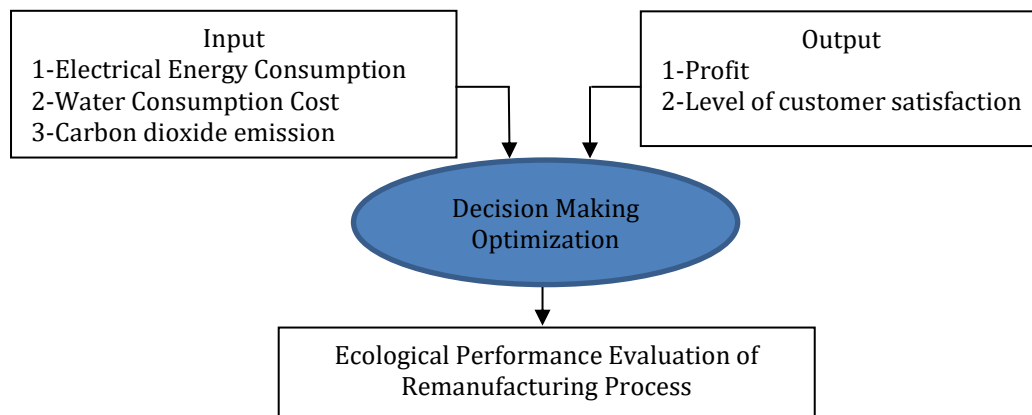 Input
1-Electrical Energy Consumption
2-Water Consumption Cost
3-Carbon dioxide emission
Output
1-Profit
2-Level of customer satisfaction
Decision Making
Optimization
Ecological Performance Evaluation of
Remanufacturing Process